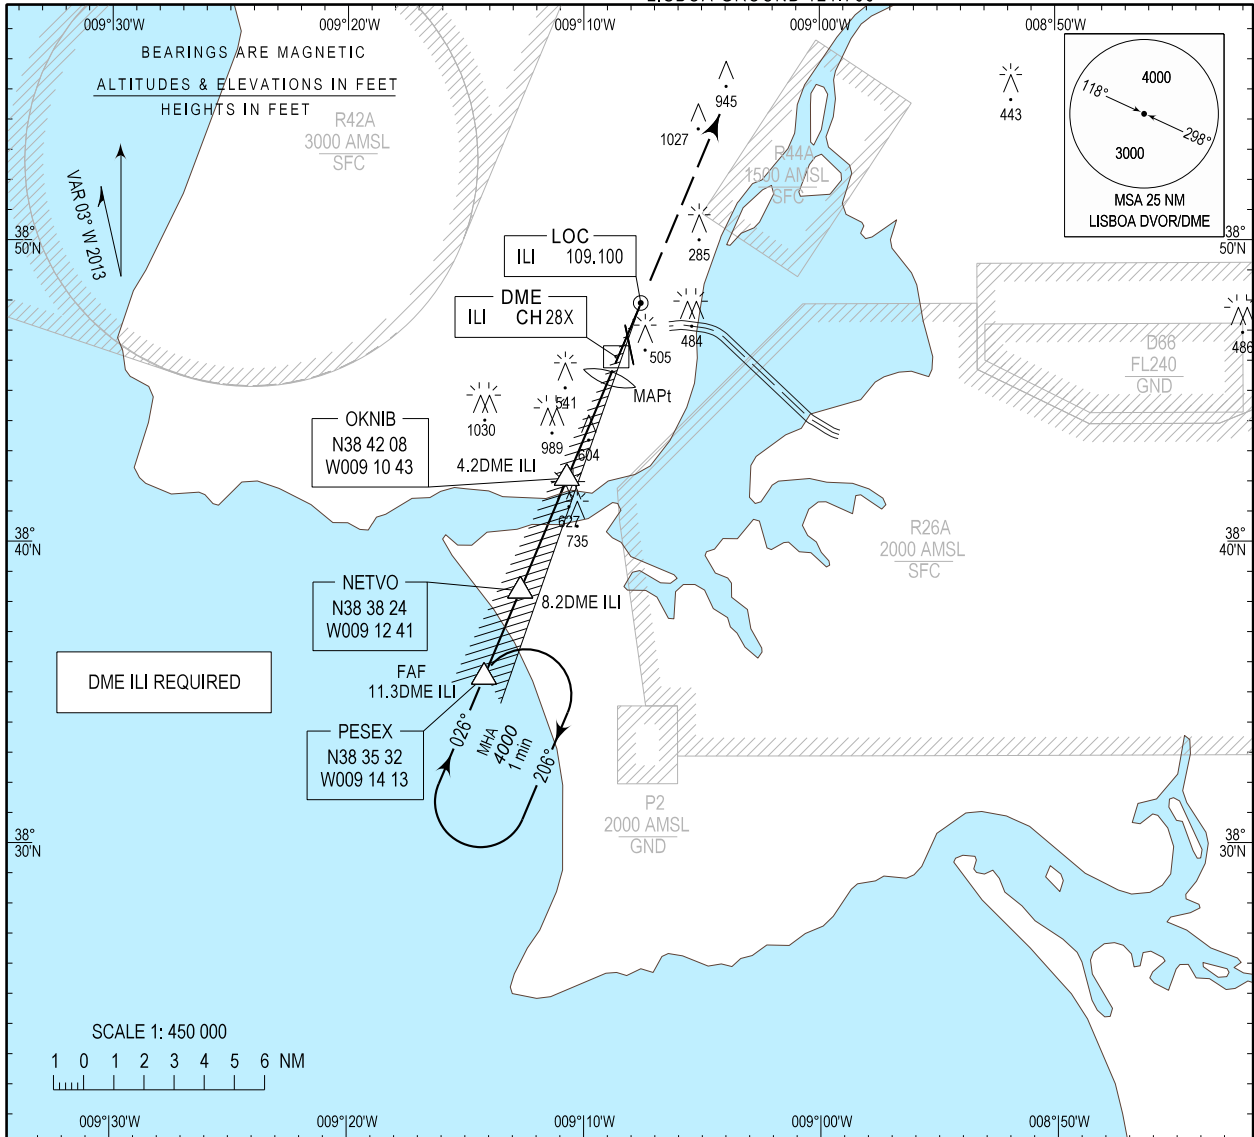 009°30'W
009°20'W
009°10'W
009°00'W
008°50'W
BEARINGS ARE MAGNETIC
ALTITUDES & ELEVATIONS IN FEET
HEIGHTS IN FEET
VAR 03° W 2013
R42A
3000 AMSL
SFC
945
1027
R44A
1500 AMSL
SFC
443
4000
118°
298°
3000
MSA 25 NM
LISBOA DVOR/DME
38°
50'N
38°
50'N
LOC
ILI 109.100
285
DME
ILI CH 28X
484
505
486
D66
FL240
GND
MAPt
541
1030
989
604
OKNIB
N38 42 08
W009 10 43
4.2DME ILI
627
735
38°
40'N
38°
40'N
R26A
2000 AMSL
SFC
NETVO
N38 38 24
W009 12 41
8.2DME ILI
DME ILI REQUIRED
FAF
11.3DME ILI
PESEX
N38 35 32
W009 14 13
026°
MHA
4000
1 min
206°
P2
2000 AMSL
GND
38°
30'N
38°
30'N
SCALE 1: 450 000
1 0 1 2 3 4 5 6 NM
009°30'W
009°20'W
009°10'W
009°00'W
008°50'W